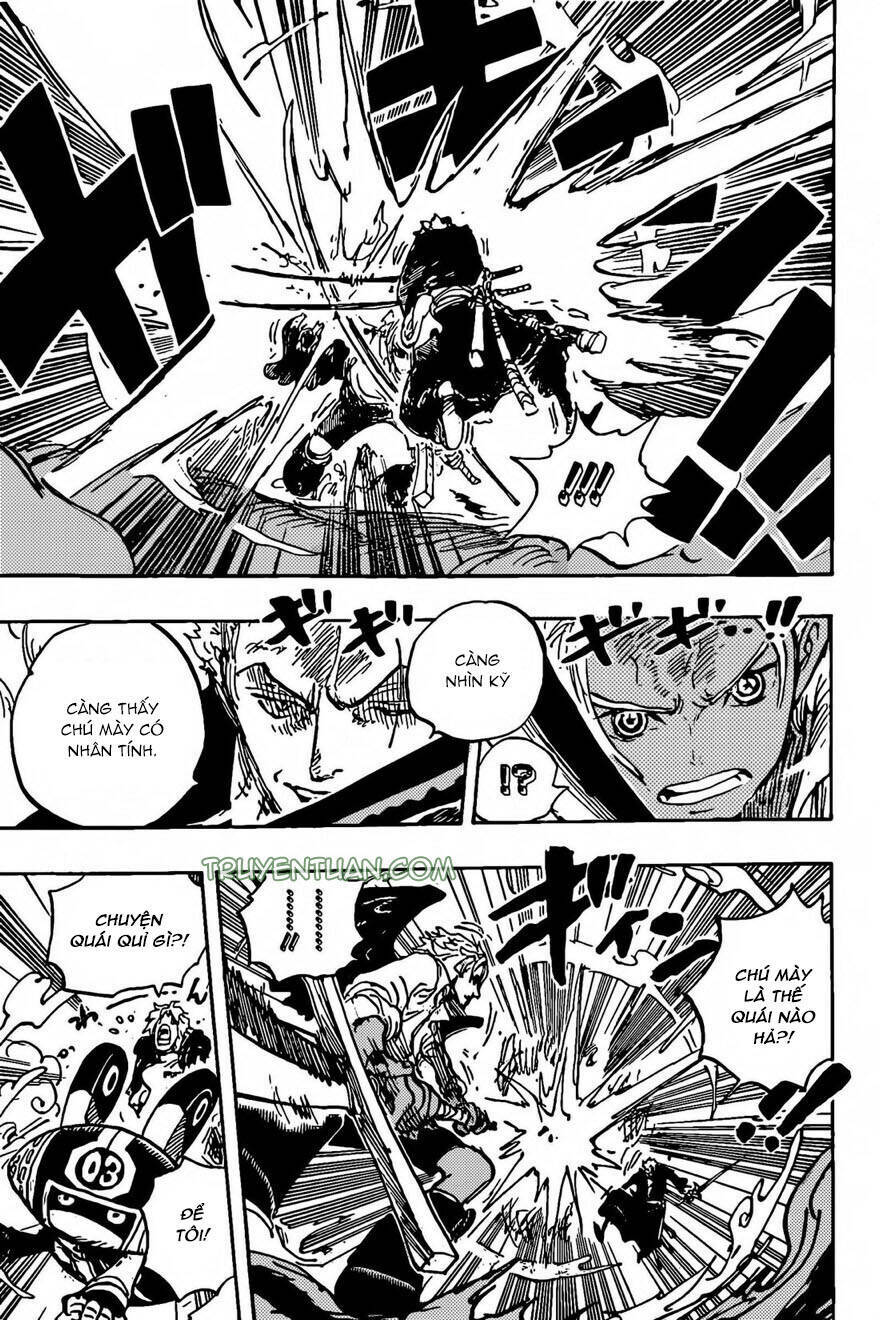 ギギギ!!
!!!!
ギギギ!!
!?
CÀNG
NHÌN KỸ
CÀNG THẤY
CHÚ MÀY CÓ
NHÂN TÍNH.
TRUYENTUAN.COM
CHÚ MÀY
LÀ THẾ
QUÁI NÀO
HẢ?!
ギィン!!
!!
CHUYỆN
QUÁI QUỈ GÌ?!
03
ĐỂ
TÔI!